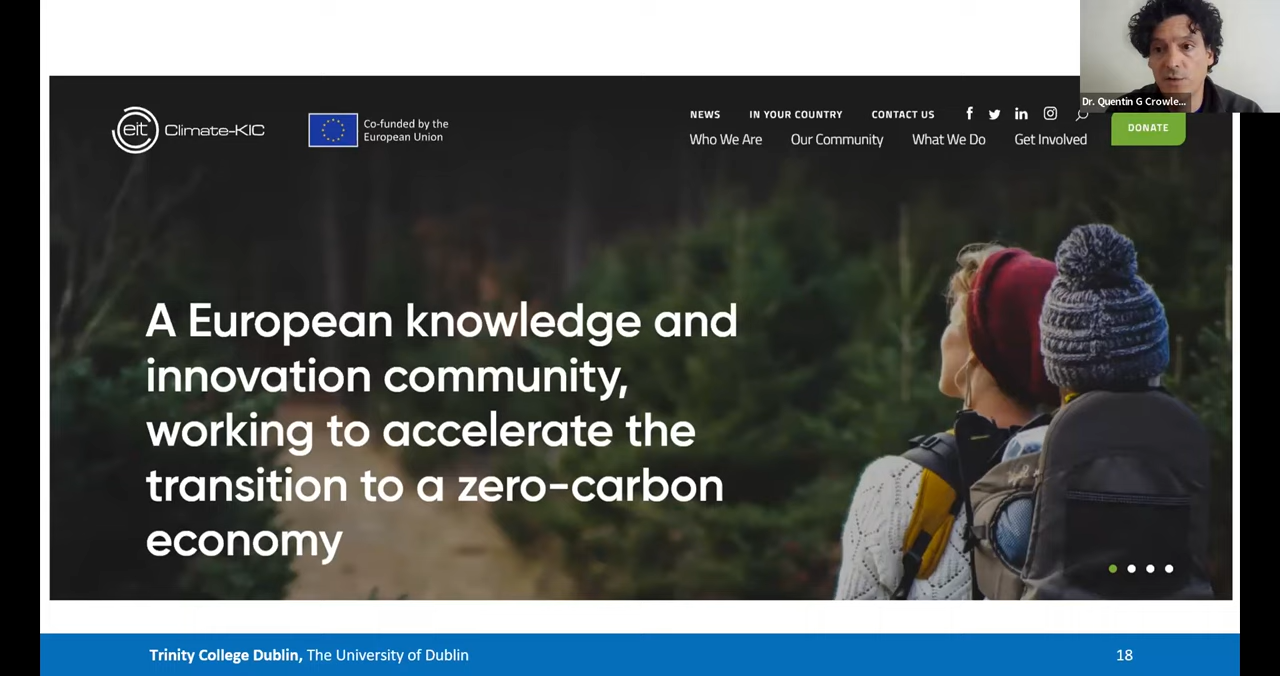 Dr. Quentin G Crowle...
eit Climate-KIC
Co-funded by the
European Union
NEWS IN YOUR COUNTRY CONTACT US
Who We Are Our Community What We Do Get Involved
DONATE
A European knowledge and
innovation community,
working to accelerate the
transition to a zero-carbon
economy
Trinity College Dublin, The University of Dublin
18